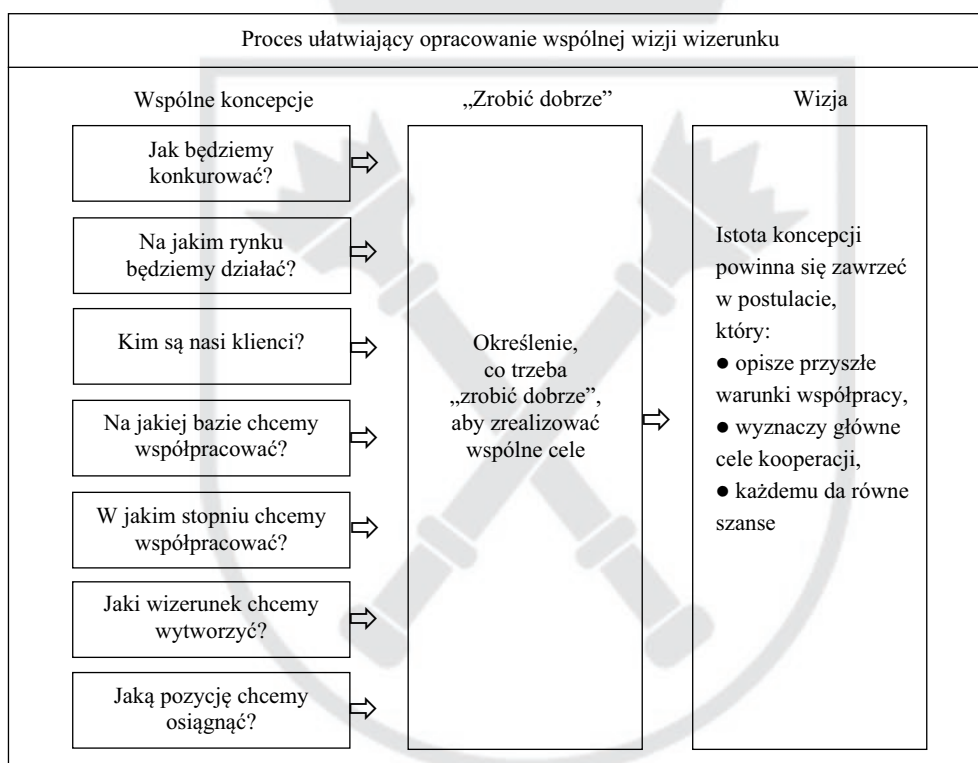 Proces ułatwiający opracowanie wspólnej wizji wizerunku
Wspólne koncepcje
Jak będziemy
konkurować?
Na jakim rynku
będziemy działać?
Kim są nasi klienci?
Na jakiej bazie chcemy
współpracować?
W jakim stopniu chcemy
współpracować?
Jaki wizerunek chcemy
wytworzyć?
Jaką pozycję chcemy
osiągnąć?
„Zrobić dobrze”
Określenie,
co trzeba
„zrobić dobrze”,
aby zrealizować
wspólne cele
Wizja
Istota koncepcji
powinna się zawrzeć
w postulacie,
który:
● opisze przyszłe
warunki współpracy,
● wyznaczy główne
cele kooperacji,
● każdemu da równe
szanse